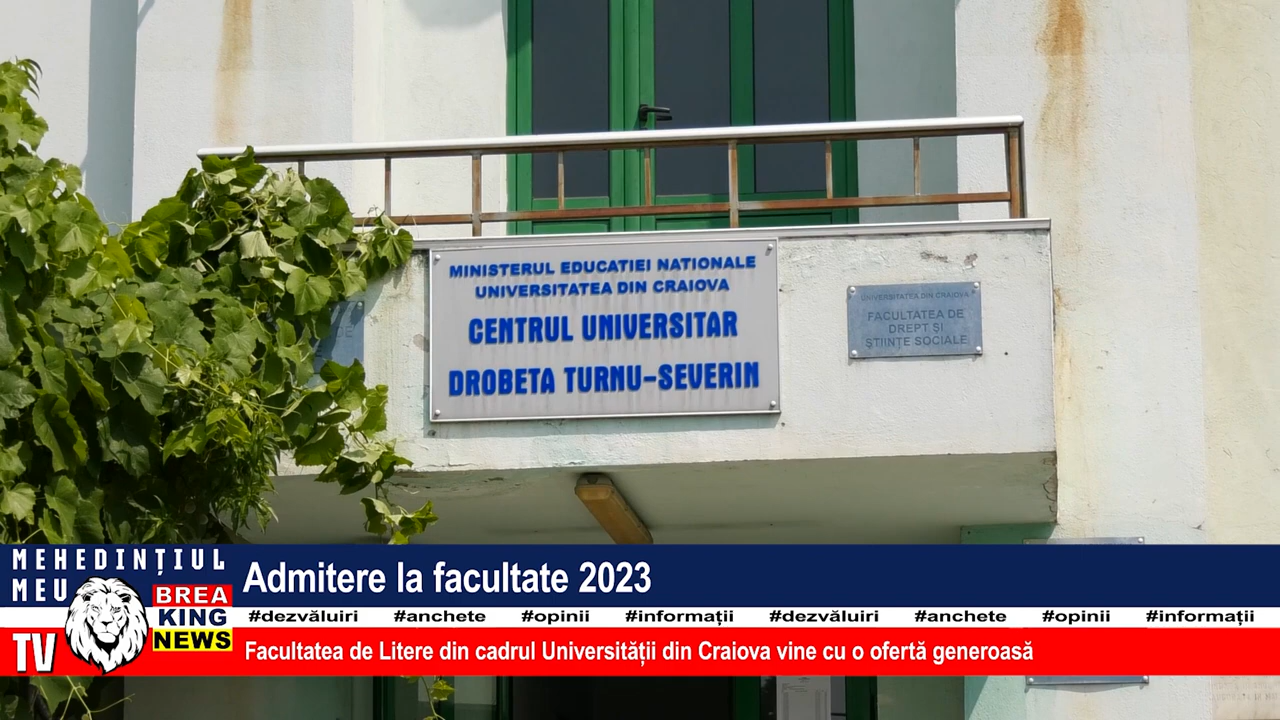 MINISTERUL EDUCATIEI NATIONALE
UNIVERSITATEA DIN CRAIOVA
CENTRUL UNIVERSITAR
DROBETA TURNU-SEVERIN
UNIVERSITATEA DIN CRAIOVA
FACULTATEA DE
DREPT ȘI
ȘTIINȚE SOCIALE
MEHEDINȚIUL
MEU
TV
BREA
KING
NEWS
Admitere la facultate 2023
#dezvăluiri #anchete #opinii #informații #dezvăluiri #anchete #opinii #informații
Facultatea de Litere din cadrul Universității din Craiova vine cu o ofertă generoasă